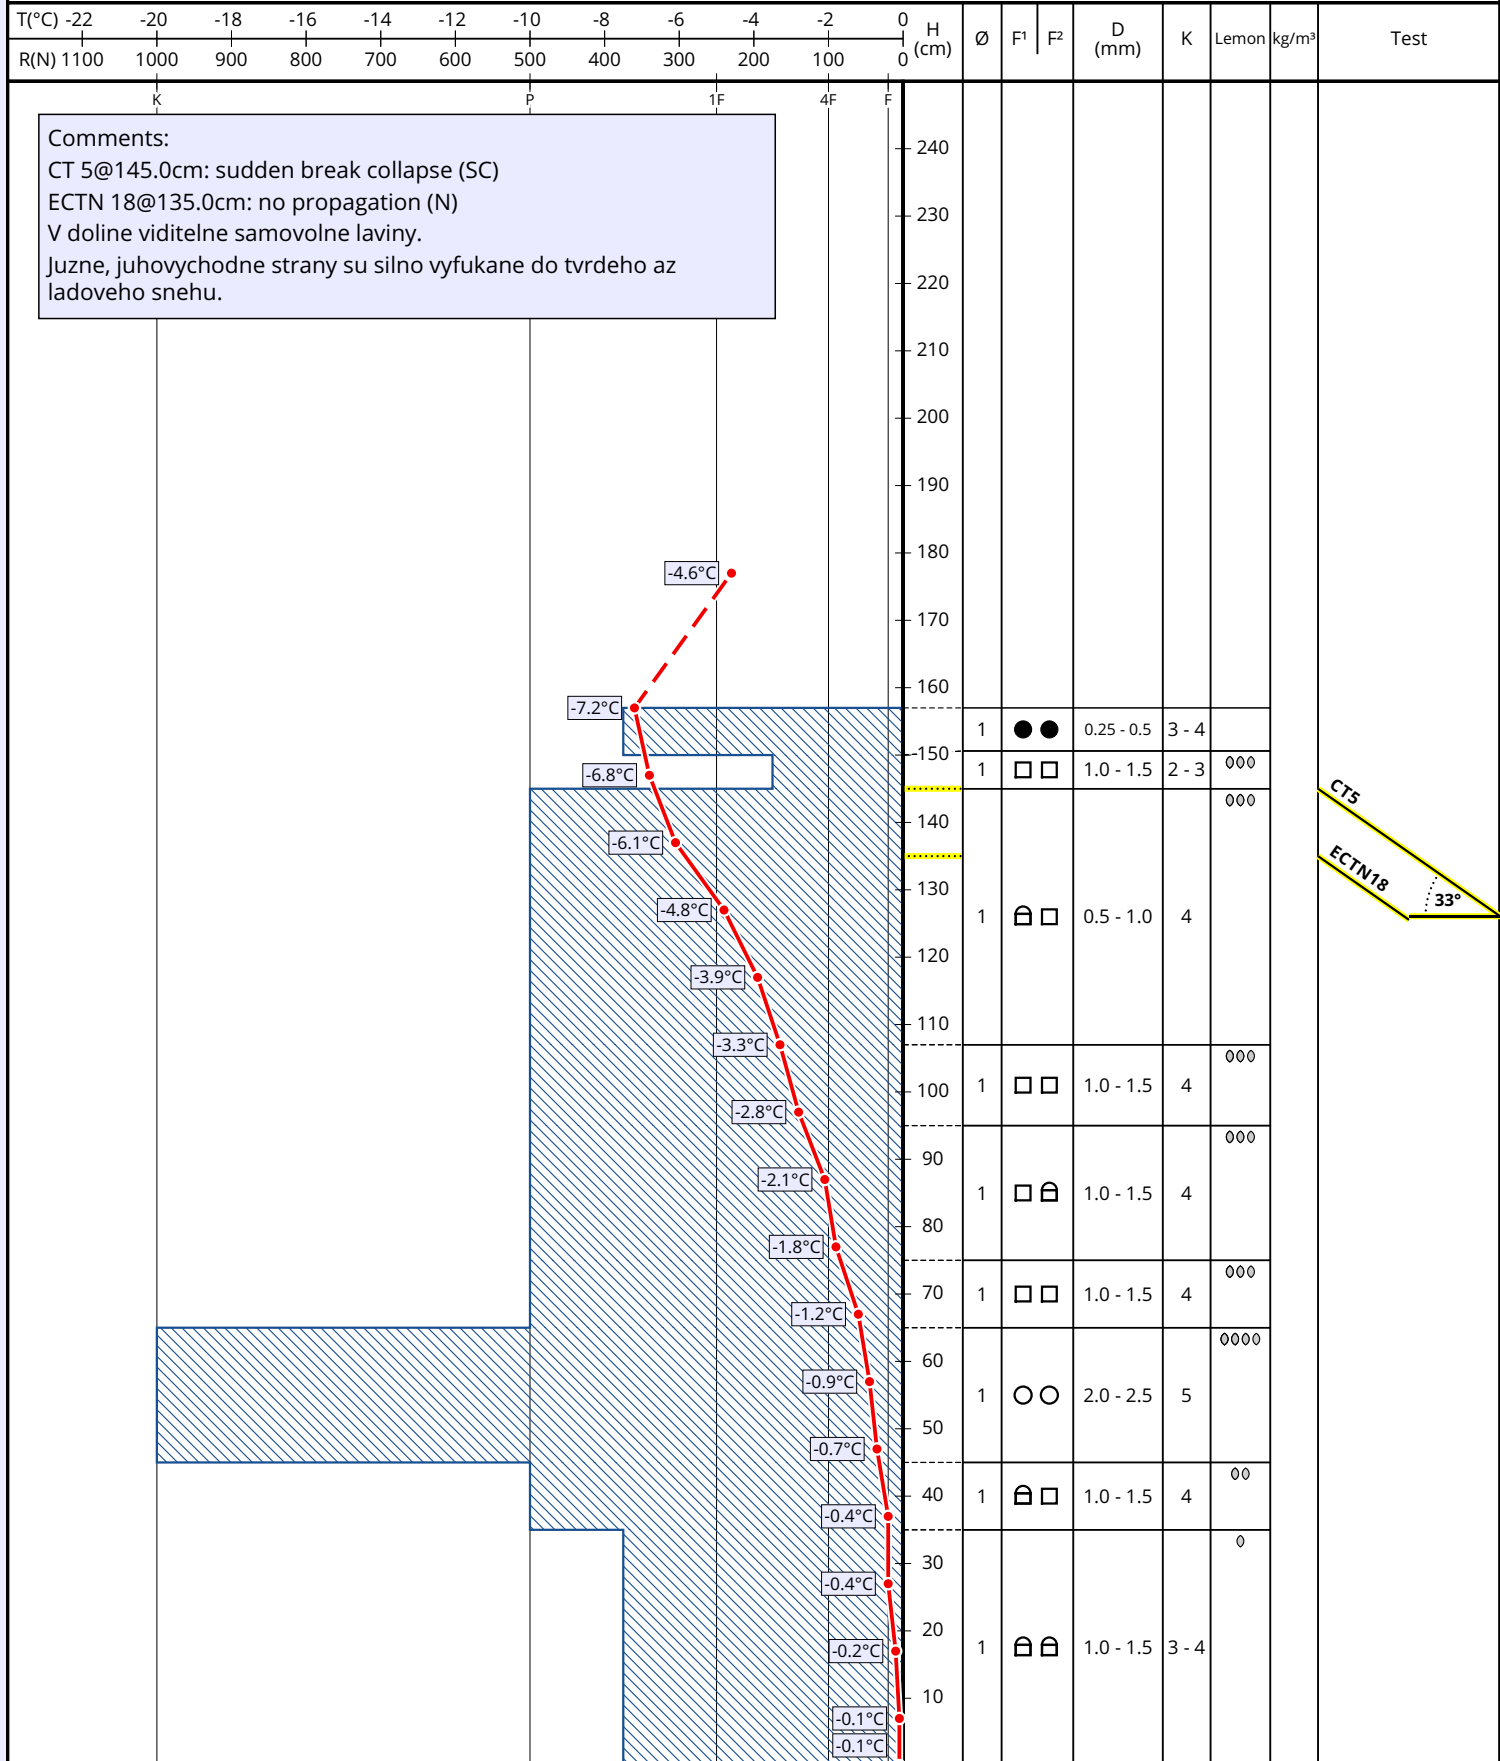 T(°C) -22 -20 -18 -16 -14 -12 -10 -8 -6 -4 -2 0
R(N) 1100 1000 900 800 700 600 500 400 300 200 100 0
H (cm) Ø F¹ F² D (mm) K Lemon kg/m³ Test
K P 1F 4F F
Comments:
CT 5@145.0cm: sudden break collapse (SC)
ECTN 18@135.0cm: no propagation (N)
V doline viditelne samovolne laviny.
Juzne, juhovychodne strany su silno vyfukane do tvrdeho az
ladoveho snehu.
240
230
220
210
200
190
180
-4.6°C
170
160
-7.2°C
1 0.25 - 0.5 3 - 4
150
-6.8°C 1 1.0 - 1.5 2 - 3
CT5
140
-6.1°C
ECTN18
130
33°
-4.8°C
1 0.5 - 1.0 4
120
-3.9°C
110
-3.3°C
100 1 1.0 - 1.5 4
-2.8°C
90
-2.1°C
1 1.0 - 1.5 4
80
-1.8°C
70 1 1.0 - 1.5 4
-1.2°C
60
-0.9°C
1 2.0 - 2.5 5
50
-0.7°C
40 1 1.0 - 1.5 4
-0.4°C
30
-0.4°C
20
-0.2°C 1 1.0 - 1.5 3 - 4
10
-0.1°C
-0.1°C